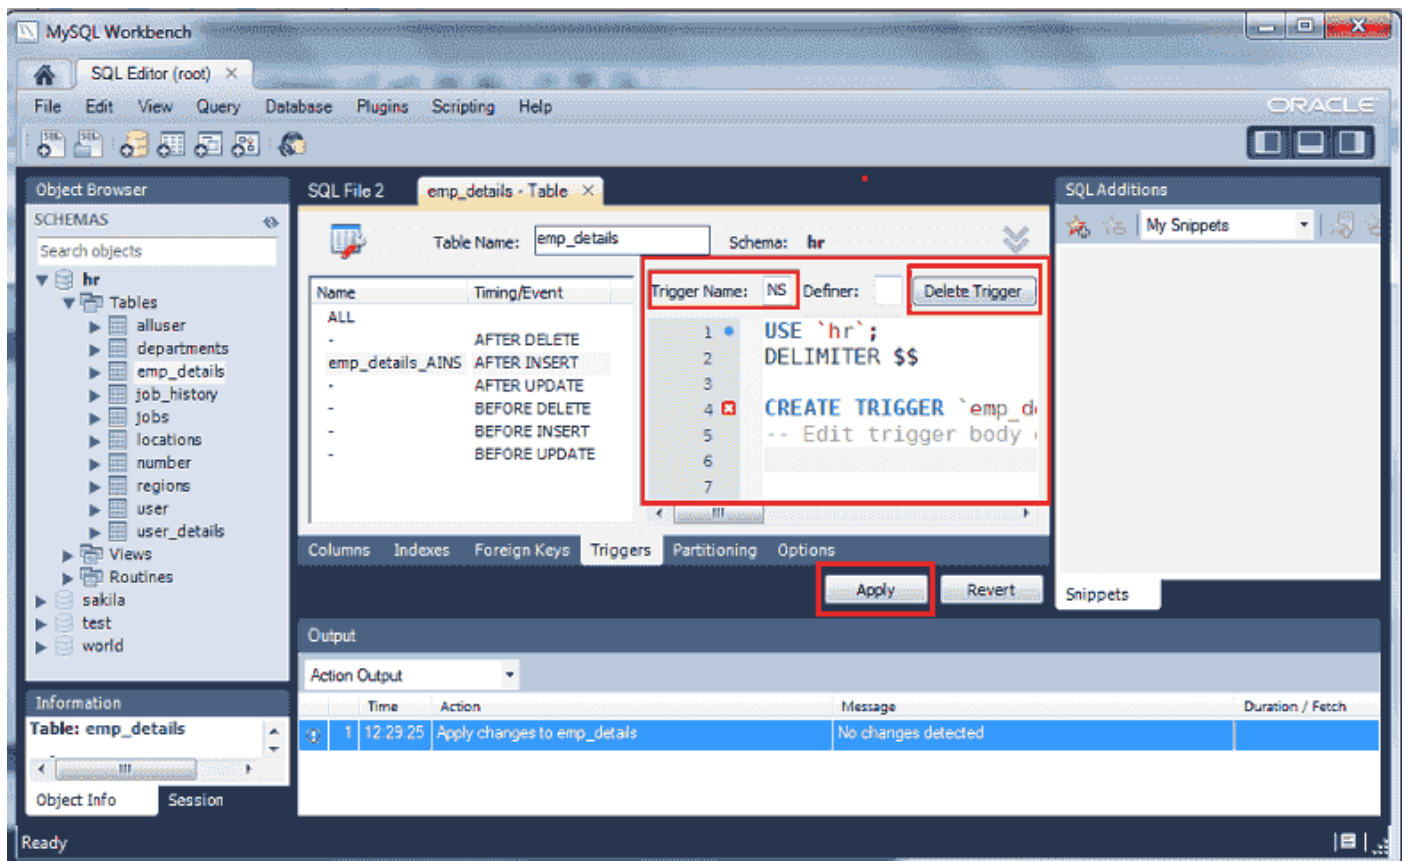 MySQL Workbench
SQL Editor (root)
File Edit View Query Database Plugins Scripting Help
ORACLE
Object Browser
SCHEMAS
Search objects
hr
Tables
alluser
departments
emp_details
job_history
jobs
locations
number
regions
user
user_details
Views
Routines
sakila
test
world
Information
Table: emp_details
Object Info Session
SQL File 2 emp_details - Table
Table Name: emp_details Schema: hr
Name Timing/Event
ALL
- AFTER DELETE
emp_details_AINS AFTER INSERT
- AFTER UPDATE
- BEFORE DELETE
- BEFORE INSERT
- BEFORE UPDATE
Trigger Name: NS Definer: Delete Trigger
1 USE `hr`;
2 DELIMITER $$
3
4 CREATE TRIGGER `emp_d
5 -- Edit trigger body
6
7
Columns Indexes Foreign Keys Triggers Partitioning Options
Apply Revert
SQL Additions
My Snippets
Snippets
Output
Action Output
Time Action Message Duration / Fetch
1 12:29:25 Apply changes to emp_details No changes detected
Ready